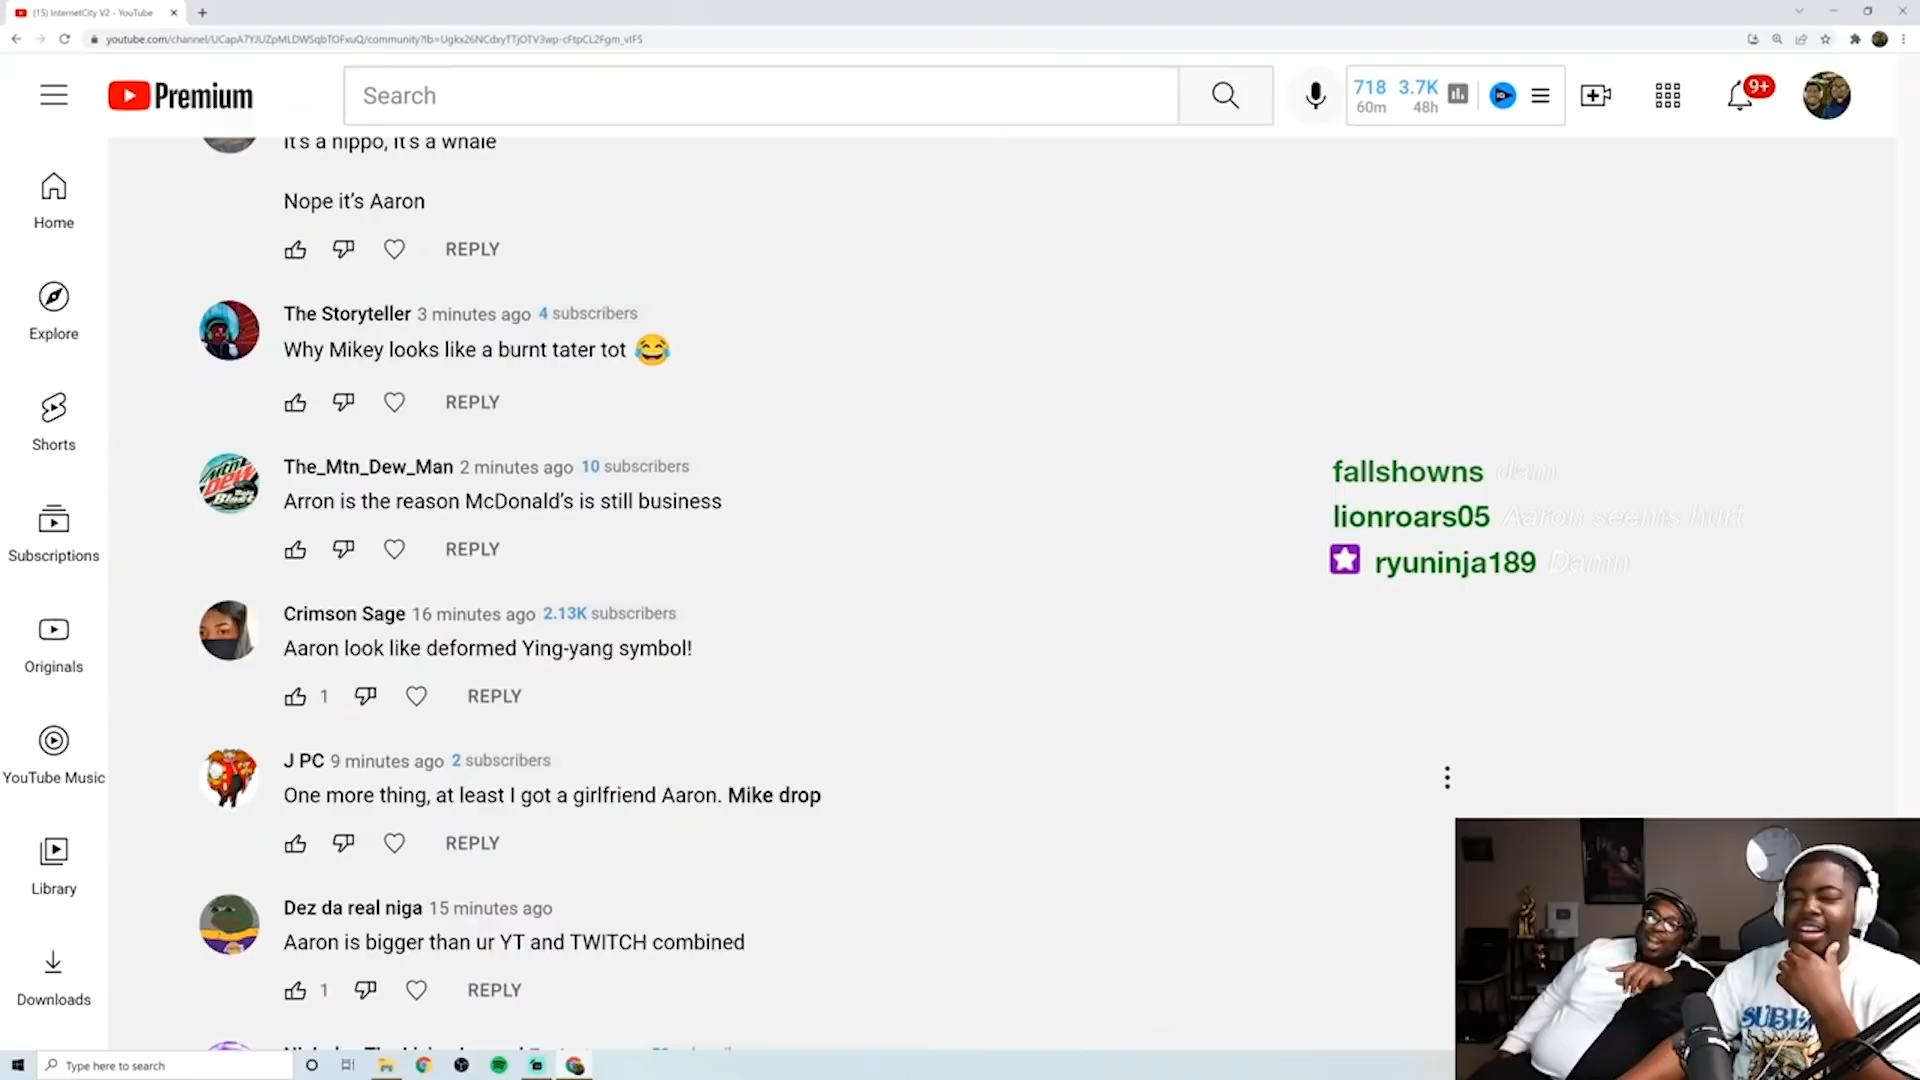 (15) InternetCity V2 - YouTube
youtube.com/channel/UCapA7YJUZpMLDWSqbTOFxuQ/community?lb=Ugkx26NCdxyTTjOTV3wp-cFtpCL2Fgm_vIF5
Premium
Search
718 3.7K
60m 48h
9+
Home
Explore
Shorts
Subscriptions
Originals
YouTube Music
Library
Downloads
it's a hippo, it's a whale
Nope it's Aaron
REPLY
The Storyteller 3 minutes ago 4 subscribers
Why Mikey looks like a burnt tater tot 😂
REPLY
The_Mtn_Dew_Man 2 minutes ago 10 subscribers
Arron is the reason McDonald's is still business
REPLY
Crimson Sage 16 minutes ago 2.13K subscribers
Aaron look like deformed Ying-yang symbol!
1 REPLY
J PC 9 minutes ago 2 subscribers
One more thing, at least I got a girlfriend Aaron. Mike drop
REPLY
Dez da real niga 15 minutes ago
Aaron is bigger than ur YT and TWITCH combined
1 REPLY
fallshowns dam
lionroars05 Aaron seems hurt
ryuninja189 Damn
Type here to search